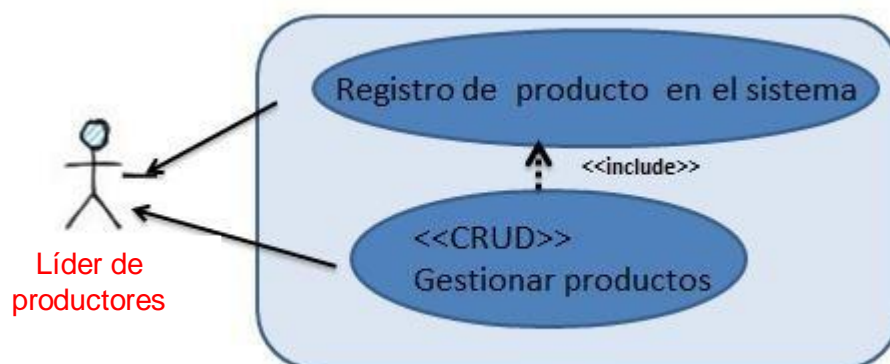 Registro de producto en el sistema
<<include>>
<<CRUD>>
Gestionar productos
Líder de
productores